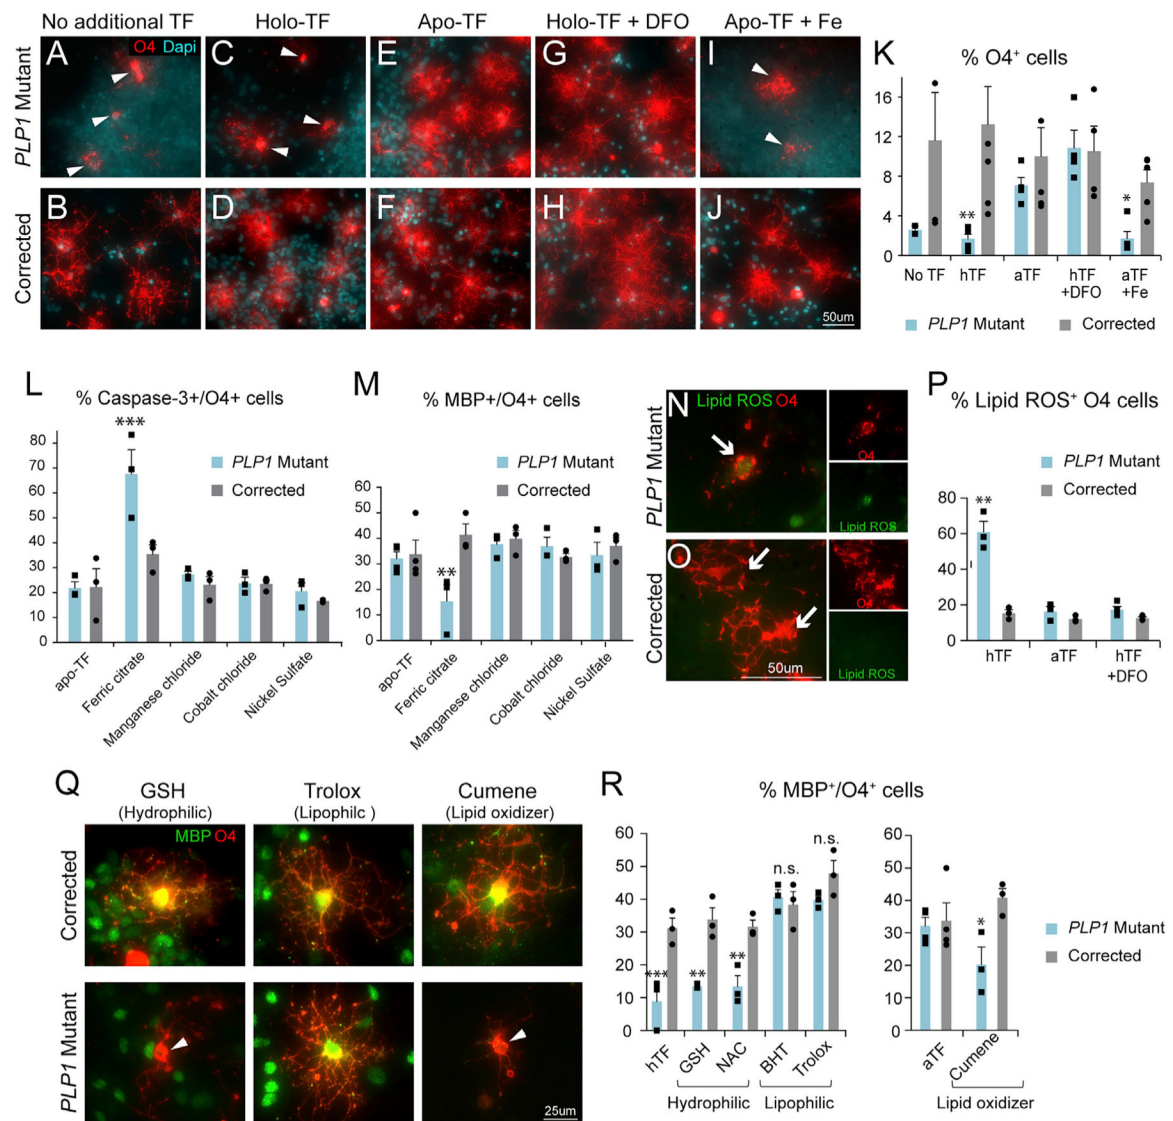 No additional TF
Holo-TF
Apo-TF
Holo-TF + DFO
Apo-TF + Fe
PLP1 Mutant
Corrected
A
O4 Dapi
C
E
G
I
B
D
F
H
J
50um
K
% O4+ cells
16
12
8
4
0
**
*
No TF
hTF
aTF
hTF
+DFO
aTF
+Fe
PLP1 Mutant
Corrected
L
% Caspase-3+/O4+ cells
***
80
70
60
50
40
30
20
10
0
PLP1 Mutant
Corrected
apo-TF
Ferric citrate
Manganese chloride
Cobalt chloride
Nickel Sulfate
M
% MBP+/O4+ cells
PLP1 Mutant
Corrected
60
50
40
30
20
10
0
**
apo-TF
Ferric citrate
Manganese chloride
Cobalt chloride
Nickel Sulfate
PLP1 Mutant
Corrected
N
Lipid ROS O4
O4
Lipid ROS
O
50um
O4
Lipid ROS
P
% Lipid ROS+ O4 cells
PLP1 Mutant
Corrected
80
60
40
20
0
**
hTF
aTF
hTF
+DFO
Q
GSH
(Hydrophilic)
Trolox
(Lipophilc )
Cumene
(Lipid oxidizer)
Corrected
PLP1 Mutant
MBP O4
25um
R
% MBP+/O4+ cells
60
50
40
30
20
10
0
***
**
**
n.s.
n.s.
hTF
GSH
NAC
BHT
Trolox
Hydrophilic
Lipophilic
60
50
40
30
20
10
0
*
aTF
Cumene
Lipid oxidizer
PLP1 Mutant
Corrected